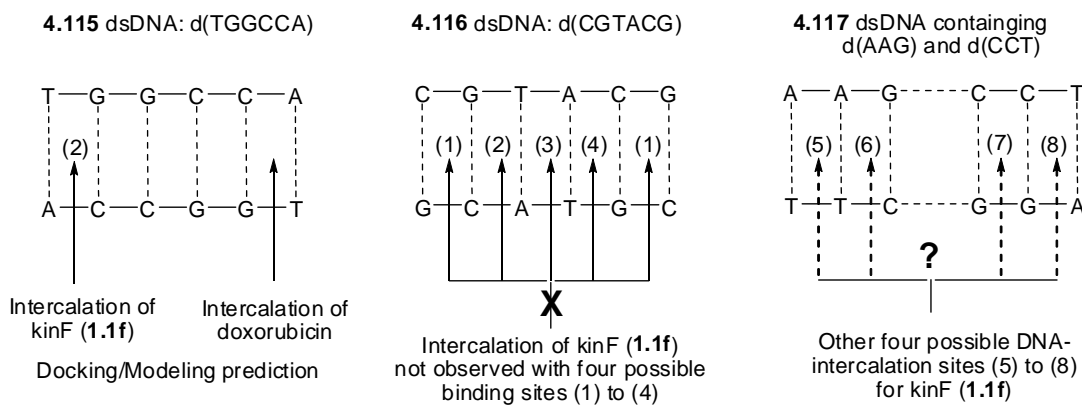 4.115 dsDNA: d(TGGCCA)
T G G C C A
(2)
A C C G G T
Intercalation of
kinF (1.1f)
Intercalation of
doxorubicin
Docking/Modeling prediction
4.116 dsDNA: d(CGTACG)
C G T A C G
(1) (2) (3) (4) (1)
G C A T G C
X
Intercalation of kinF (1.1f)
not observed with four possible
binding sites (1) to (4)
4.117 dsDNA containging
d(AAG) and d(CCT)
A A G C C T
(5) (6) (7) (8)
T T C G G A
?
Other four possible DNA-
intercalation sites (5) to (8)
for kinF (1.1f)